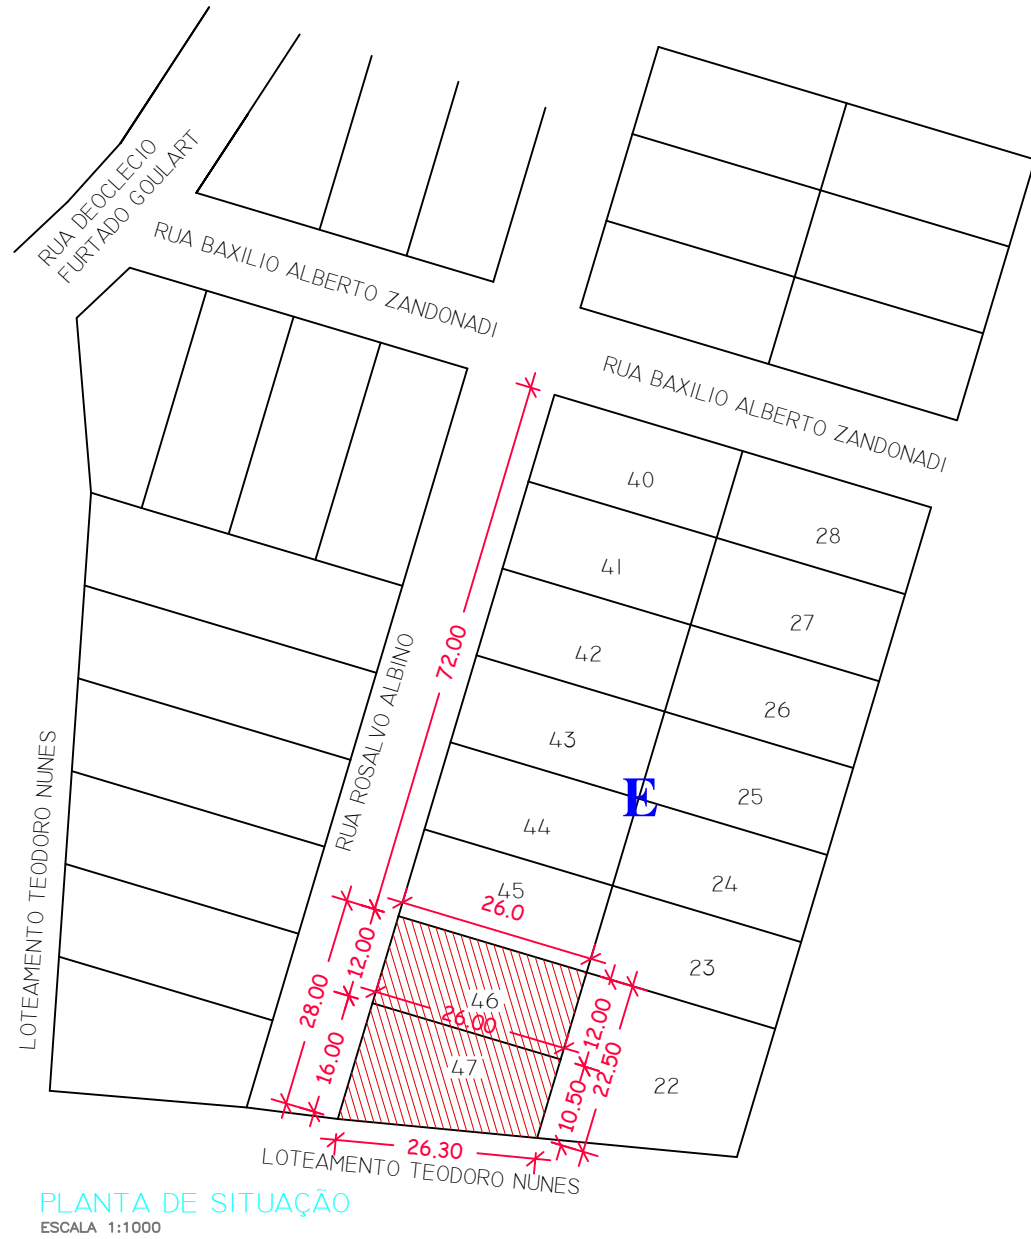 RUA DEOCLECIO
FURTADO GOULART
RUA BAXILIO ALBERTO ZANDONADI
RUA BAXILIO ALBERTO ZANDONADI
40
28
41
27
42
72.00
26
RUA ROSALVO ALBINO
43
25
E
44
24
45
26.0
LOTEAMENTO TEODORO NUNES
12.00
23
28.00
46
26.00
12.00
16.00
22.50
47
22
10.50
26.30
LOTEAMENTO TEODORO NUNES
PLANTA DE SITUAÇÃO
ESCALA 1:1000